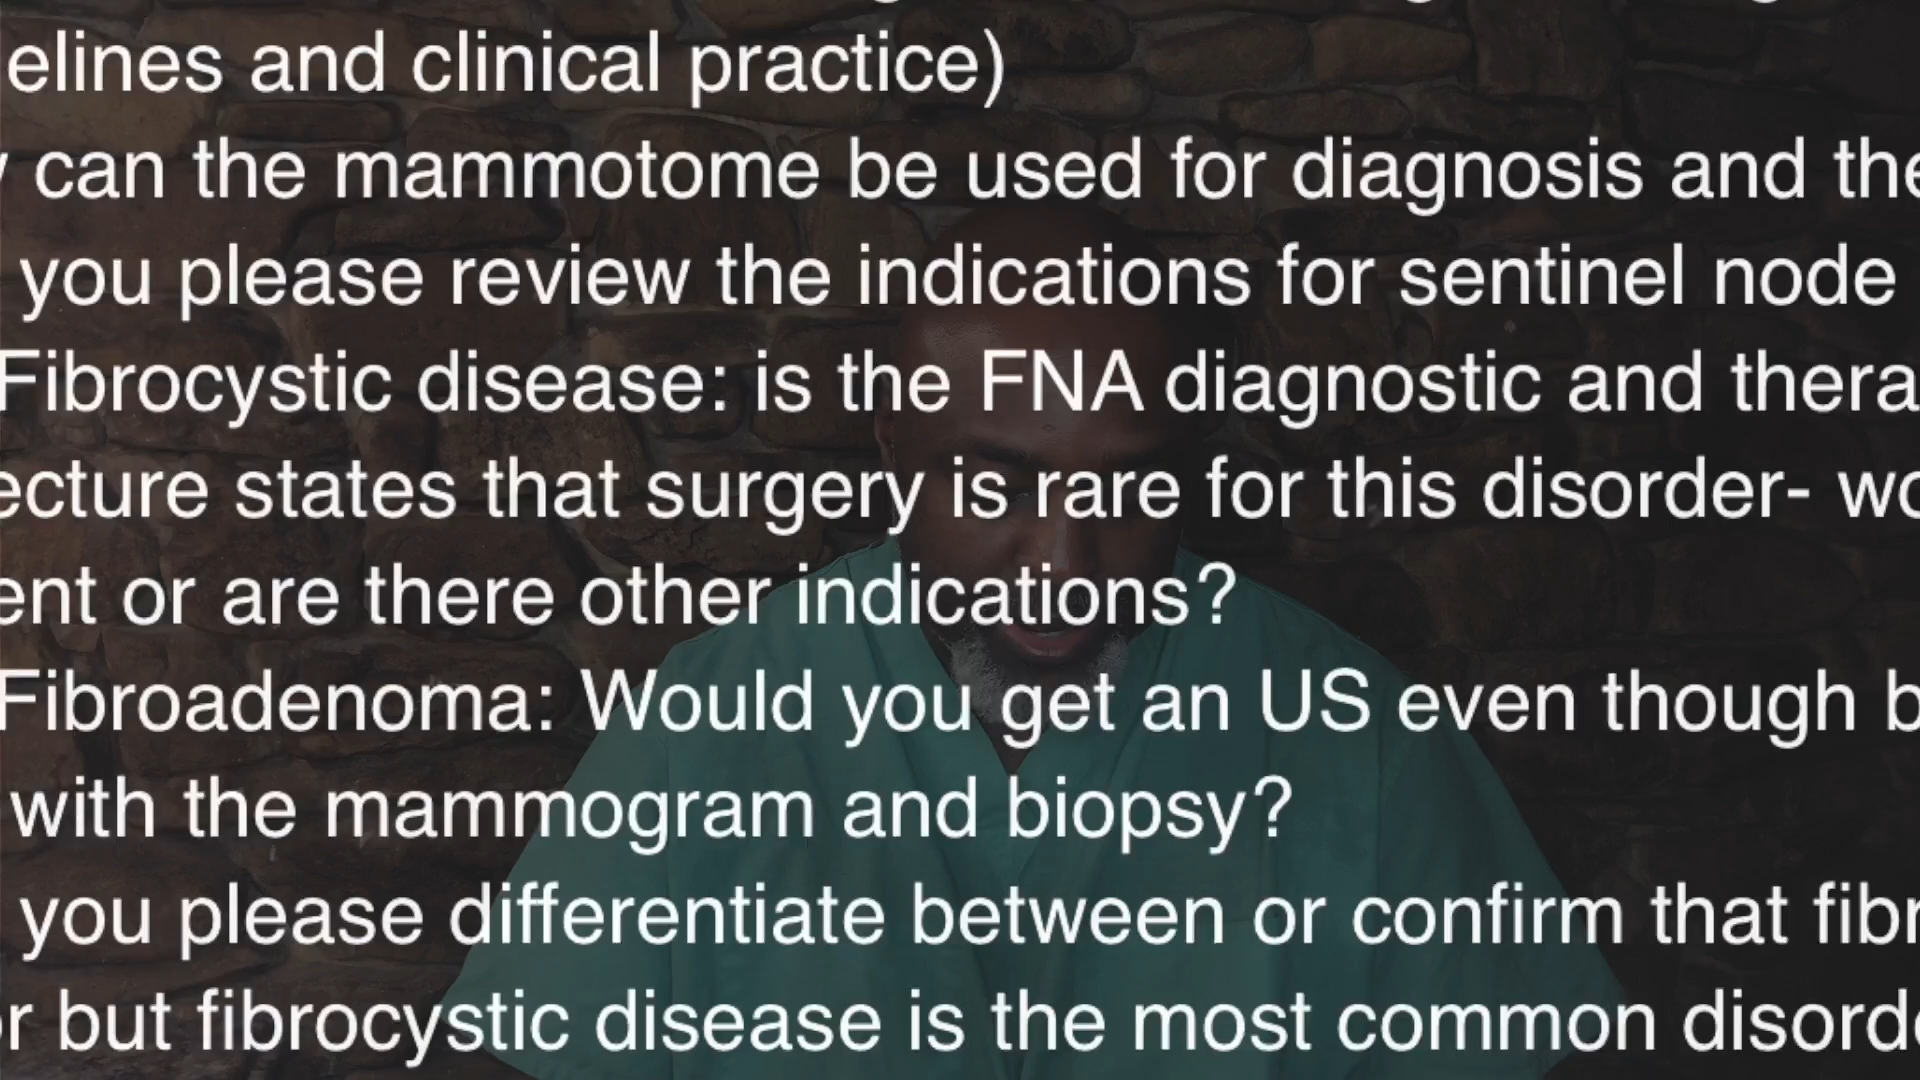 elines and clinical practice)
can the mammotome be used for diagnosis and the
you please review the indications for sentinel node
Fibrocystic disease: is the FNA diagnostic and thera
ecture states that surgery is rare for this disorder- wo
ent or are there other indications?
Fibroadenoma: Would you get an US even though b
with the mammogram and biopsy?
you please differentiate between or confirm that fibr
or but fibrocystic disease is the most common disorde